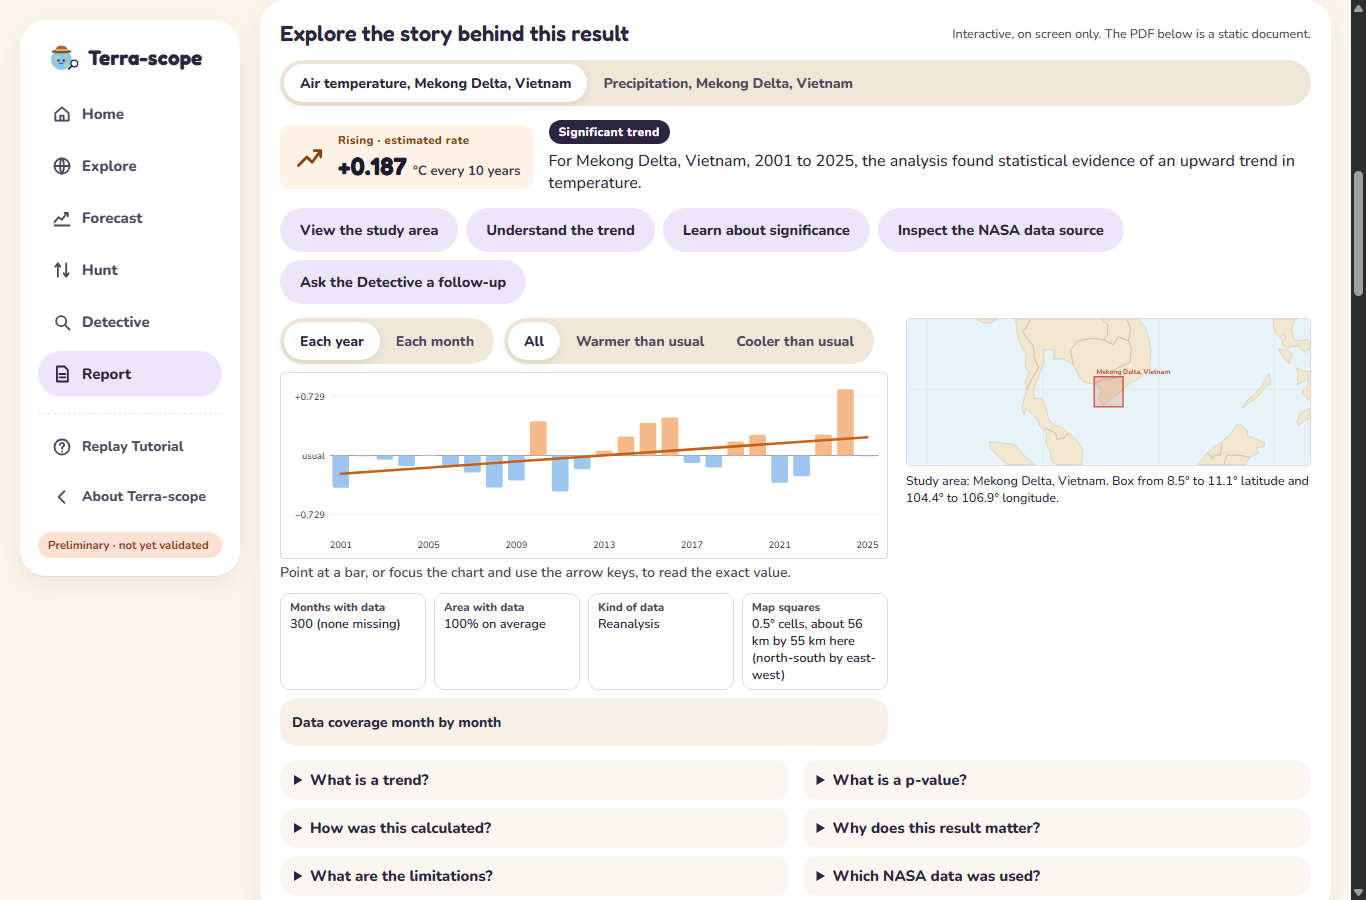 Terra-scope
Home
Explore
Forecast
Hunt
Detective
Report
Replay Tutorial
About Terra-scope
Preliminary · not yet validated
Explore the story behind this result
Interactive, on screen only. The PDF below is a static document.
Air temperature, Mekong Delta, Vietnam
Precipitation, Mekong Delta, Vietnam
Rising · estimated rate
+0.187 °C every 10 years
Significant trend
For Mekong Delta, Vietnam, 2001 to 2025, the analysis found statistical evidence of an upward trend in
temperature.
View the study area
Understand the trend
Learn about significance
Inspect the NASA data source
Ask the Detective a follow-up
Each year
Each month
All
Warmer than usual
Cooler than usual
+0.729
usual
−0.729
2001
2005
2009
2013
2017
2021
2025
Point at a bar, or focus the chart and use the arrow keys, to read the exact value.
Mekong Delta, Vietnam
Study area: Mekong Delta, Vietnam. Box from 8.5° to 11.1° latitude and
104.4° to 106.9° longitude.
Months with data
300 (none missing)
Area with data
100% on average
Kind of data
Reanalysis
Map squares
0.5° cells, about 56
km by 55 km here
(north-south by east-
west)
Data coverage month by month
What is a trend?
What is a p-value?
How was this calculated?
Why does this result matter?
What are the limitations?
Which NASA data was used?